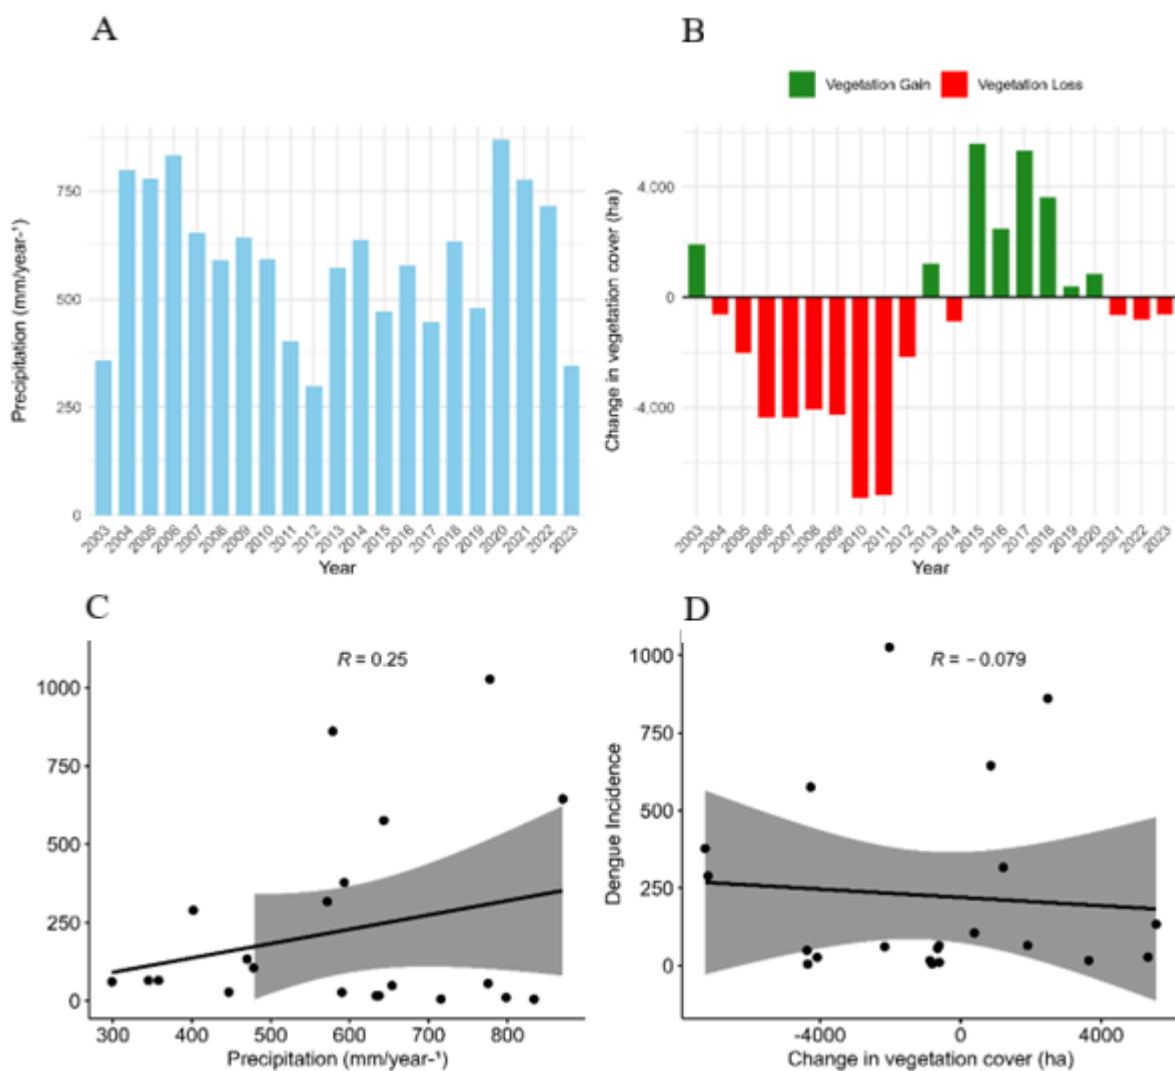 A
B
Vegetation Gain Vegetation Loss
Precipitation (mm/year-¹)
750
500
250
0
2003 2004 2005 2006 2007 2008 2009 2010 2011 2012 2013 2014 2015 2016 2017 2018 2019 2020 2021 2022 2023
Year
Change in vegetation cover (ha)
4,000
0
-4,000
2003 2004 2005 2006 2007 2008 2009 2010 2011 2012 2013 2014 2015 2016 2017 2018 2019 2020 2021 2022 2023
Year
C
R = 0.25
1000
750
500
250
0
300 400 500 600 700 800
Precipitation (mm/year-¹)
D
R = −0.079
Dengue Incidence
1000
750
500
250
0
-4000 0 4000
Change in vegetation cover (ha)